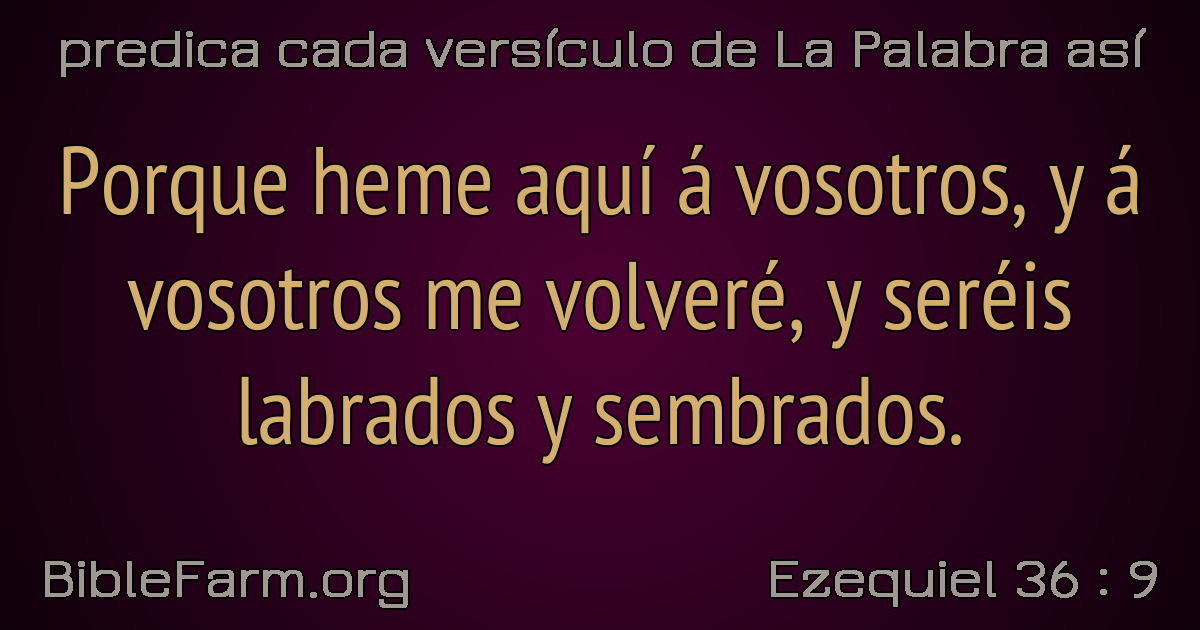 predica cada versículo de La Palabra así
Porque heme aquí á vosotros, y á
vosotros me volveré, y seréis
labrados y sembrados.
BibleFarm.org
Ezequiel 36 : 9